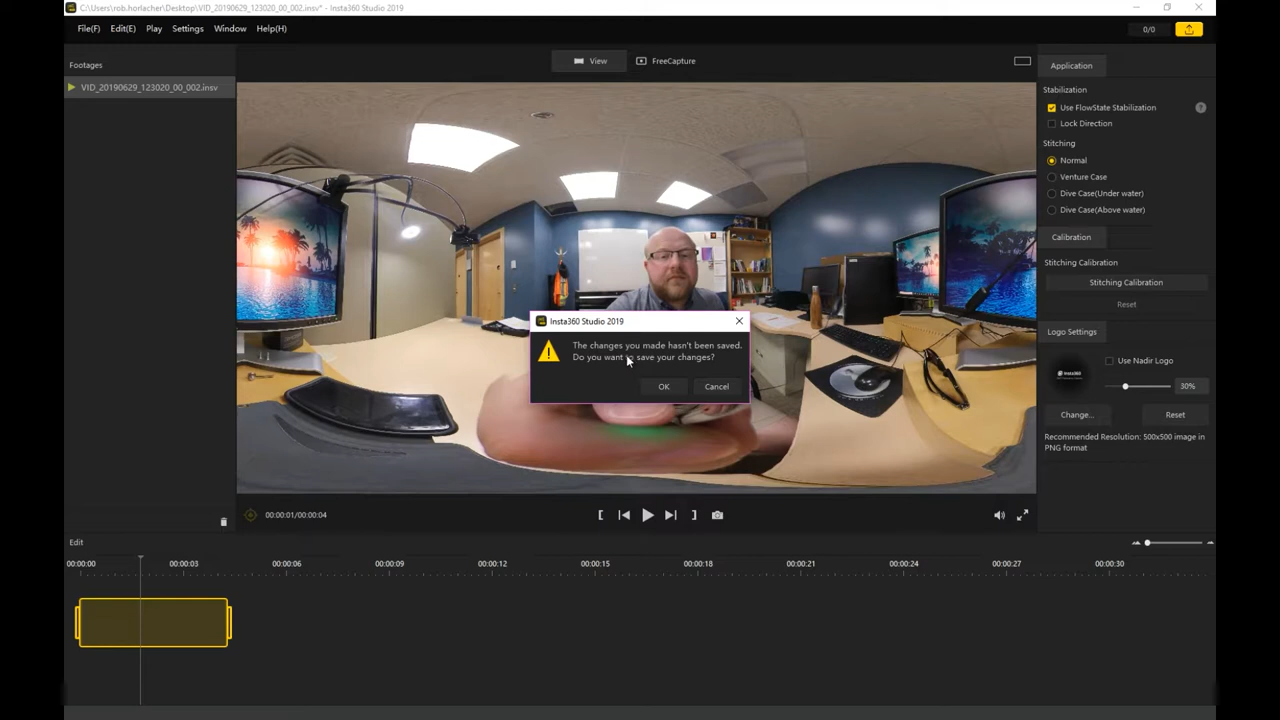 C:\Users\rob.horlacher\Desktop\VID_20190629_123020_00_002.insv* - Insta360 Studio 2019
File(F) Edit(E) Play Settings Window Help(H)
0/0
Footages
VID_20190629_123020_00_002.insv
View FreeCapture
Application
Stabilization
Use FlowState Stabilization ?
Lock Direction
Stitching
Normal
Venture Case
Dive Case(Under water)
Dive Case(Above water)
Calibration
Stitching Calibration
Stitching Calibration
Reset
Logo Settings
Insta360
Use Nadir Logo
30%
Change... Reset
Recommended Resolution: 500x500 image in
PNG format
Insta360 Studio 2019
The changes you made hasn't been saved.
Do you want to save your changes?
OK Cancel
00:00:01/00:00:04
Edit
00:00:00 00:00:03 00:00:06 00:00:09 00:00:12 00:00:15 00:00:18 00:00:21 00:00:24 00:00:27 00:00:30